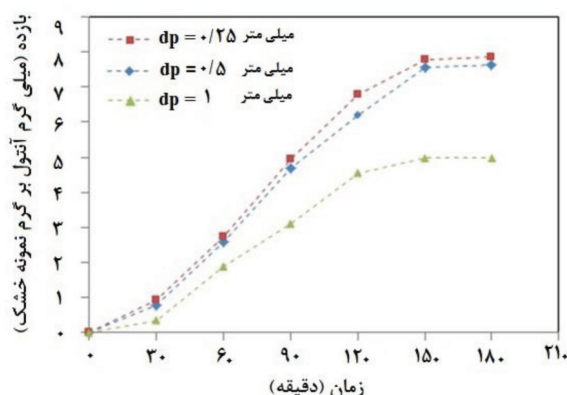 بازده (میلی گرم آنتول بر گرم نمونه خشک)
۹
۸
۷
۶
۵
۴
۳
۲
۱
۰
dp = ۰/۲۵ میلی متر
dp = ۰/۵ میلی متر
dp = ۱ میلی متر
۰ ۳۰ ۶۰ ۹۰ ۱۲۰ ۱۵۰ ۱۸۰ ۲۱۰
زمان (دقیقه)